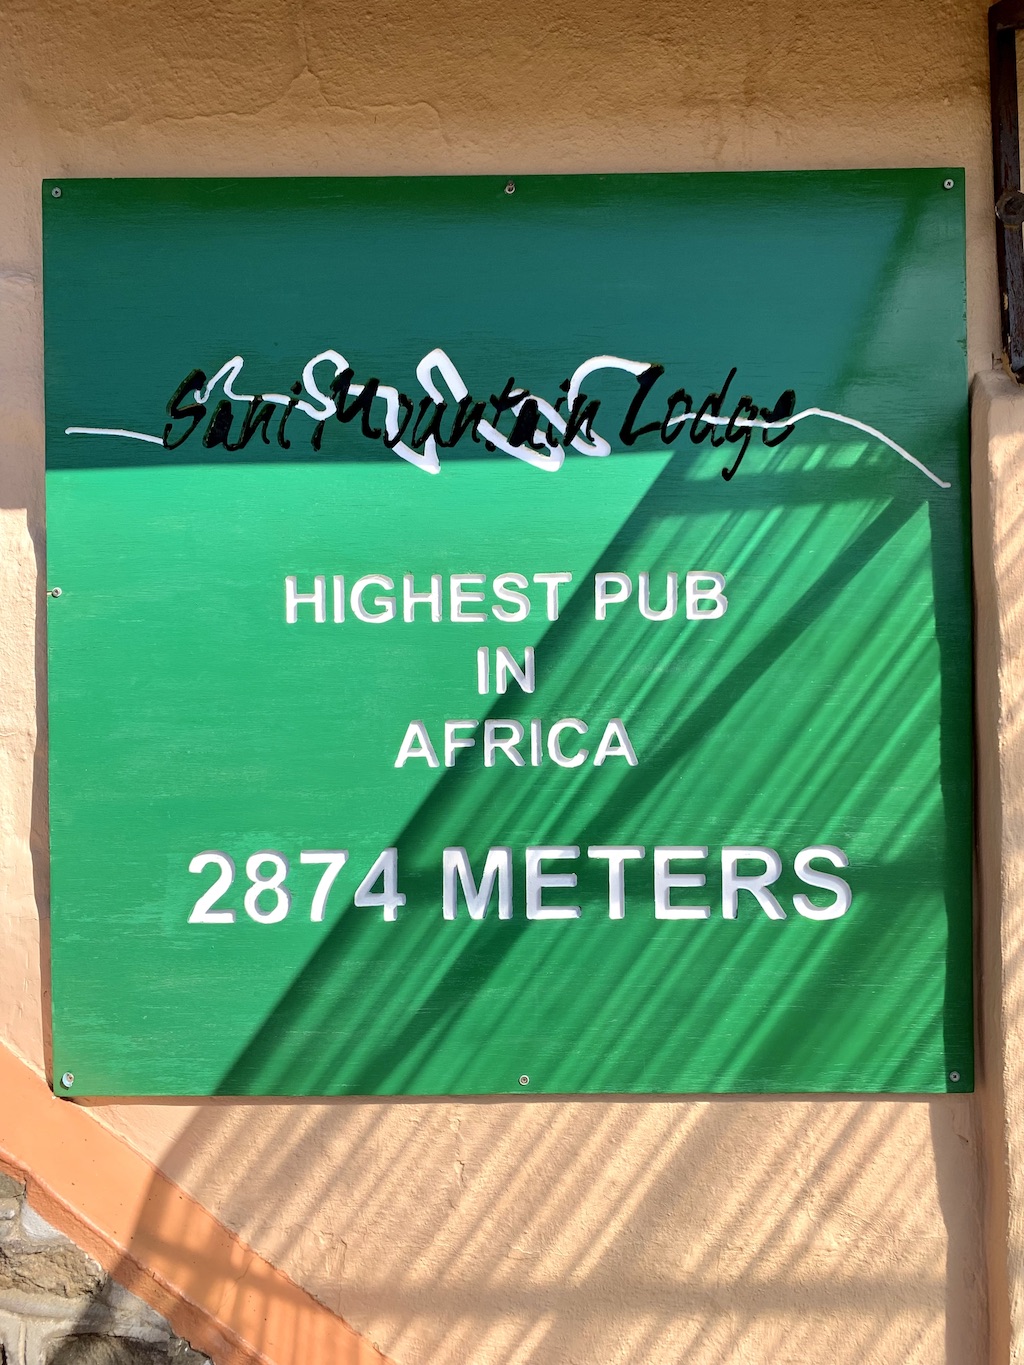 Sani Mountain Lodge
HIGHEST PUB
IN
AFRICA
2874 METERS